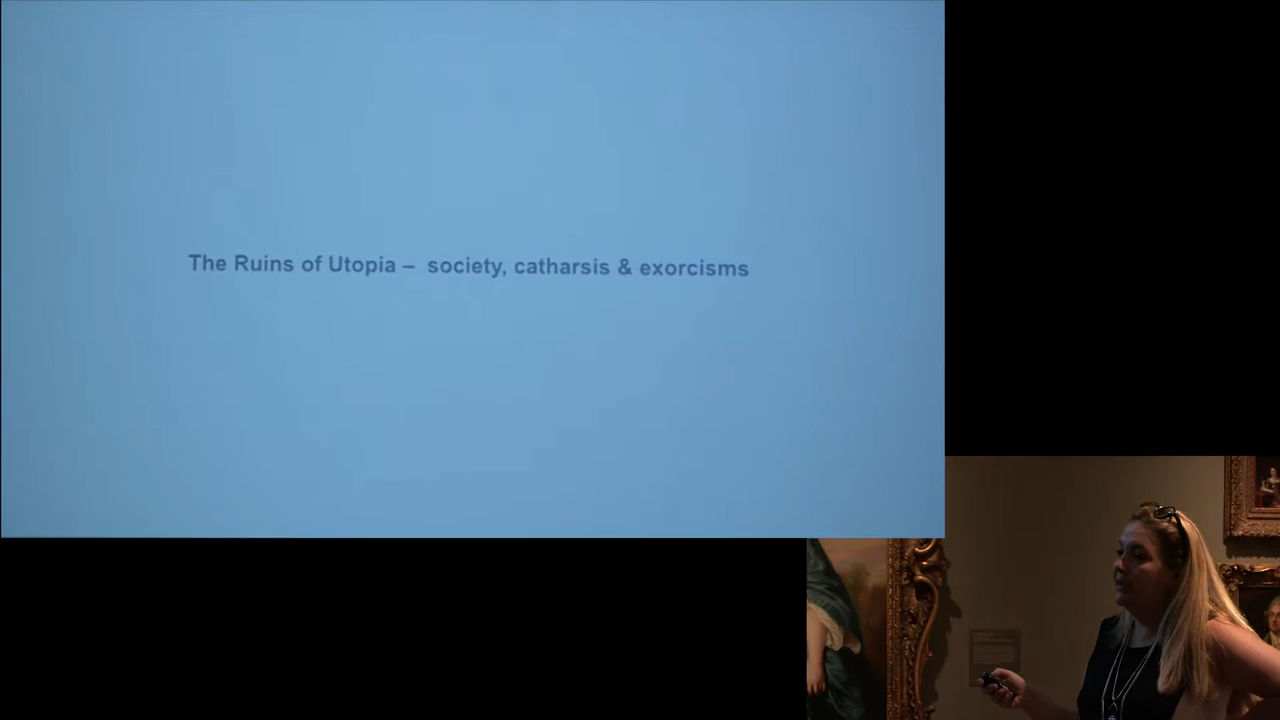 The Ruins of Utopia – society, catharsis & exorcisms